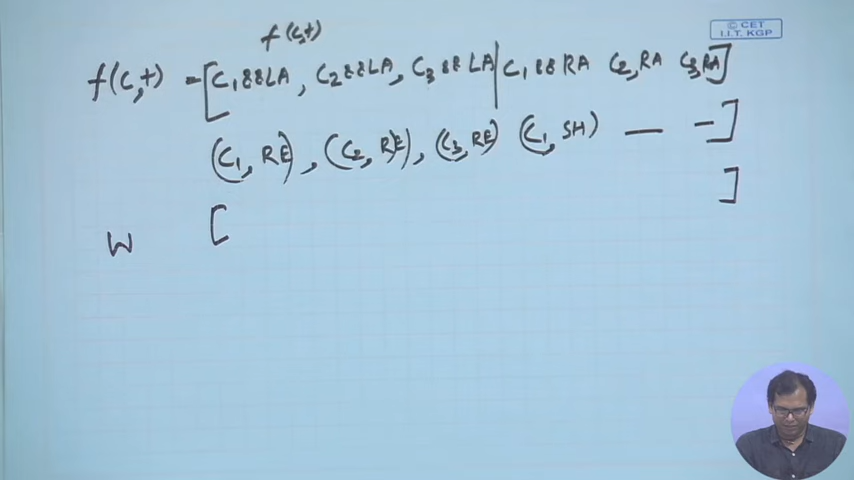 f(c,t)
© CET
I.I.T. KGP
f(c,t) = [C1 && LA, C2 && LA, C3 && LA | C1 && RA C2, RA C3, RA]
(C1, RE), (C2, RE), (C3, RE) (C1, SH) — –]
W [ ]